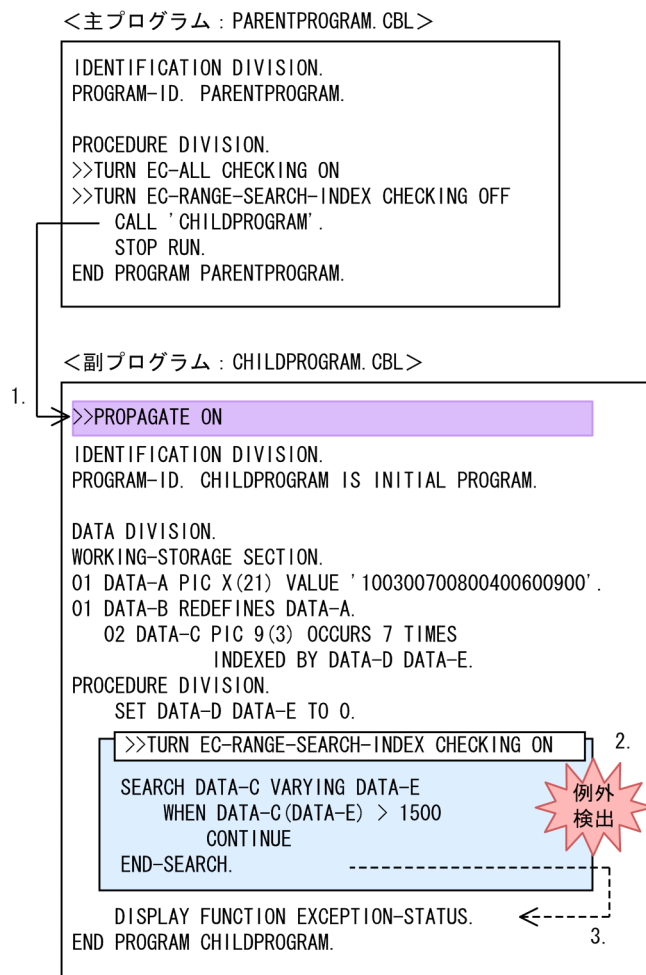 ＜主プログラム：PARENTPROGRAM.CBL＞
IDENTIFICATION DIVISION.
PROGRAM-ID. PARENTPROGRAM.
PROCEDURE DIVISION.
>>TURN EC-ALL CHECKING ON
>>TURN EC-RANGE-SEARCH-INDEX CHECKING OFF
CALL 'CHILDPROGRAM'.
STOP RUN.
END PROGRAM PARENTPROGRAM.
＜副プログラム：CHILDPROGRAM.CBL＞
1.
>>PROPAGATE ON
IDENTIFICATION DIVISION.
PROGRAM-ID. CHILDPROGRAM IS INITIAL PROGRAM.
DATA DIVISION.
WORKING-STORAGE SECTION.
01 DATA-A PIC X(21) VALUE '100300700800400600900'.
01 DATA-B REDEFINES DATA-A.
02 DATA-C PIC 9(3) OCCURS 7 TIMES
INDEXED BY DATA-D DATA-E.
PROCEDURE DIVISION.
SET DATA-D DATA-E TO 0.
>>TURN EC-RANGE-SEARCH-INDEX CHECKING ON
2.
SEARCH DATA-C VARYING DATA-E
WHEN DATA-C(DATA-E) > 1500
CONTINUE
END-SEARCH.
例外
検出
DISPLAY FUNCTION EXCEPTION-STATUS.
3.
END PROGRAM CHILDPROGRAM.